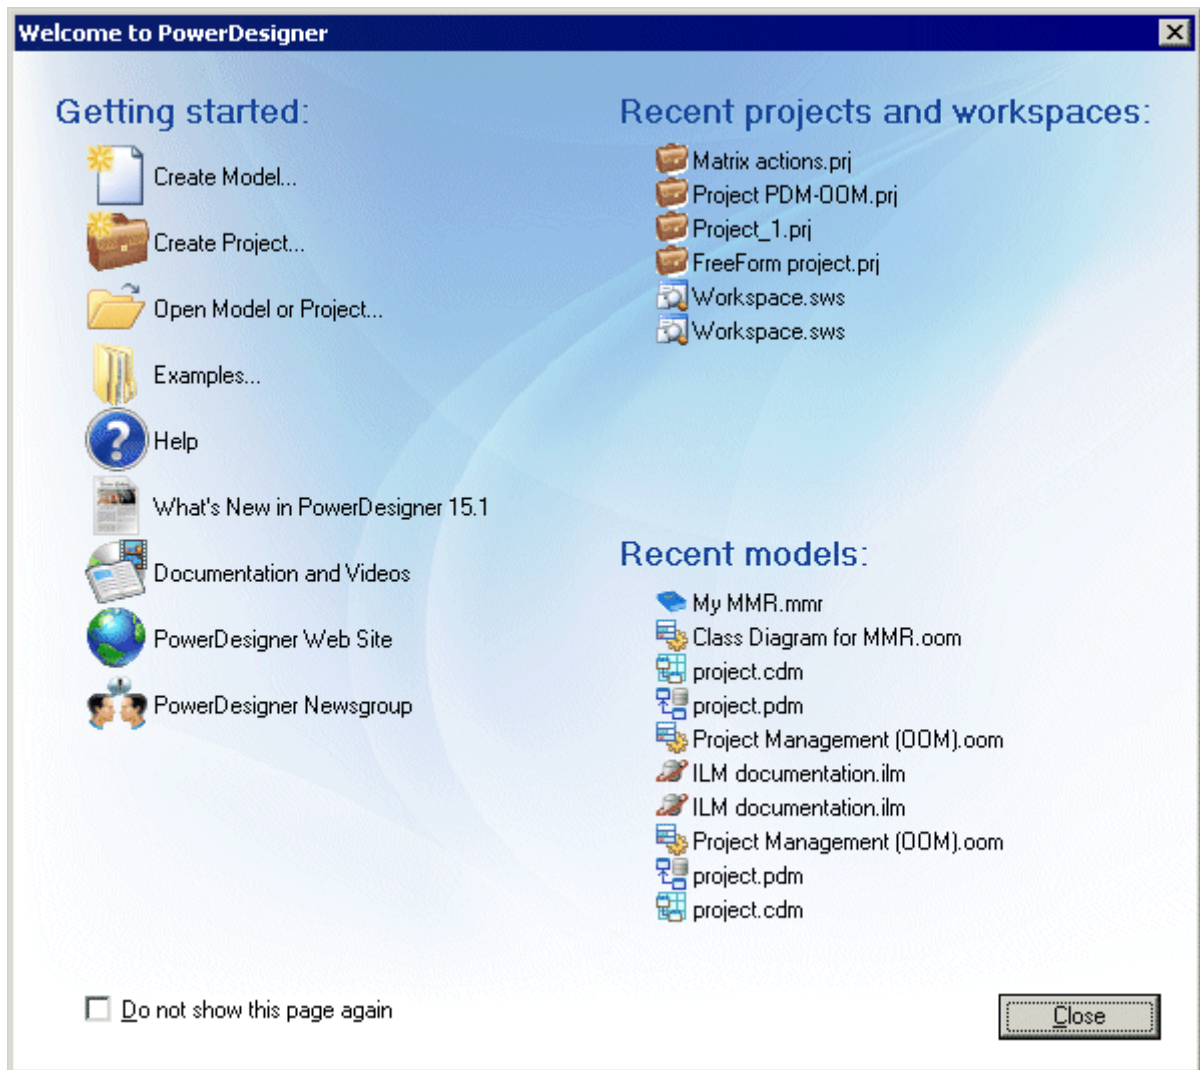 Welcome to PowerDesigner
Getting started:
Create Model...
Create Project...
Open Model or Project...
Examples...
Help
What's New in PowerDesigner 15.1
Documentation and Videos
PowerDesigner Web Site
PowerDesigner Newsgroup
Recent projects and workspaces:
Matrix actions.prj
Project PDM-OOM.prj
Project_1.prj
FreeForm project.prj
Workspace.sws
Workspace.sws
Recent models:
My MMR.mmr
Class Diagram for MMR.oom
project.cdm
project.pdm
Project Management (OOM).oom
ILM documentation.ilm
ILM documentation.ilm
Project Management (OOM).oom
project.pdm
project.cdm
Do not show this page again
Close